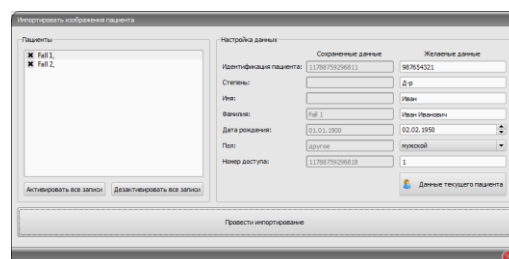 Импортировать изображения пациента
Пациенты
Fall 1,
Fall 2,
Активировать все записи
Дезактивировать все записи
Настройка данных
Сохраненные данные Желаемые данные
Идентификация пациента: 11788759296811 987654321
Степень: Д-р
Имя: Иван
Фамилия: Fall 1 Иван Иванович
Дата рождения: 01.01.1900 02.02.1950
Пол: другое мужской
Номер доступа: 11788759296818 1
Данные текущего пациента
Провести импортирование